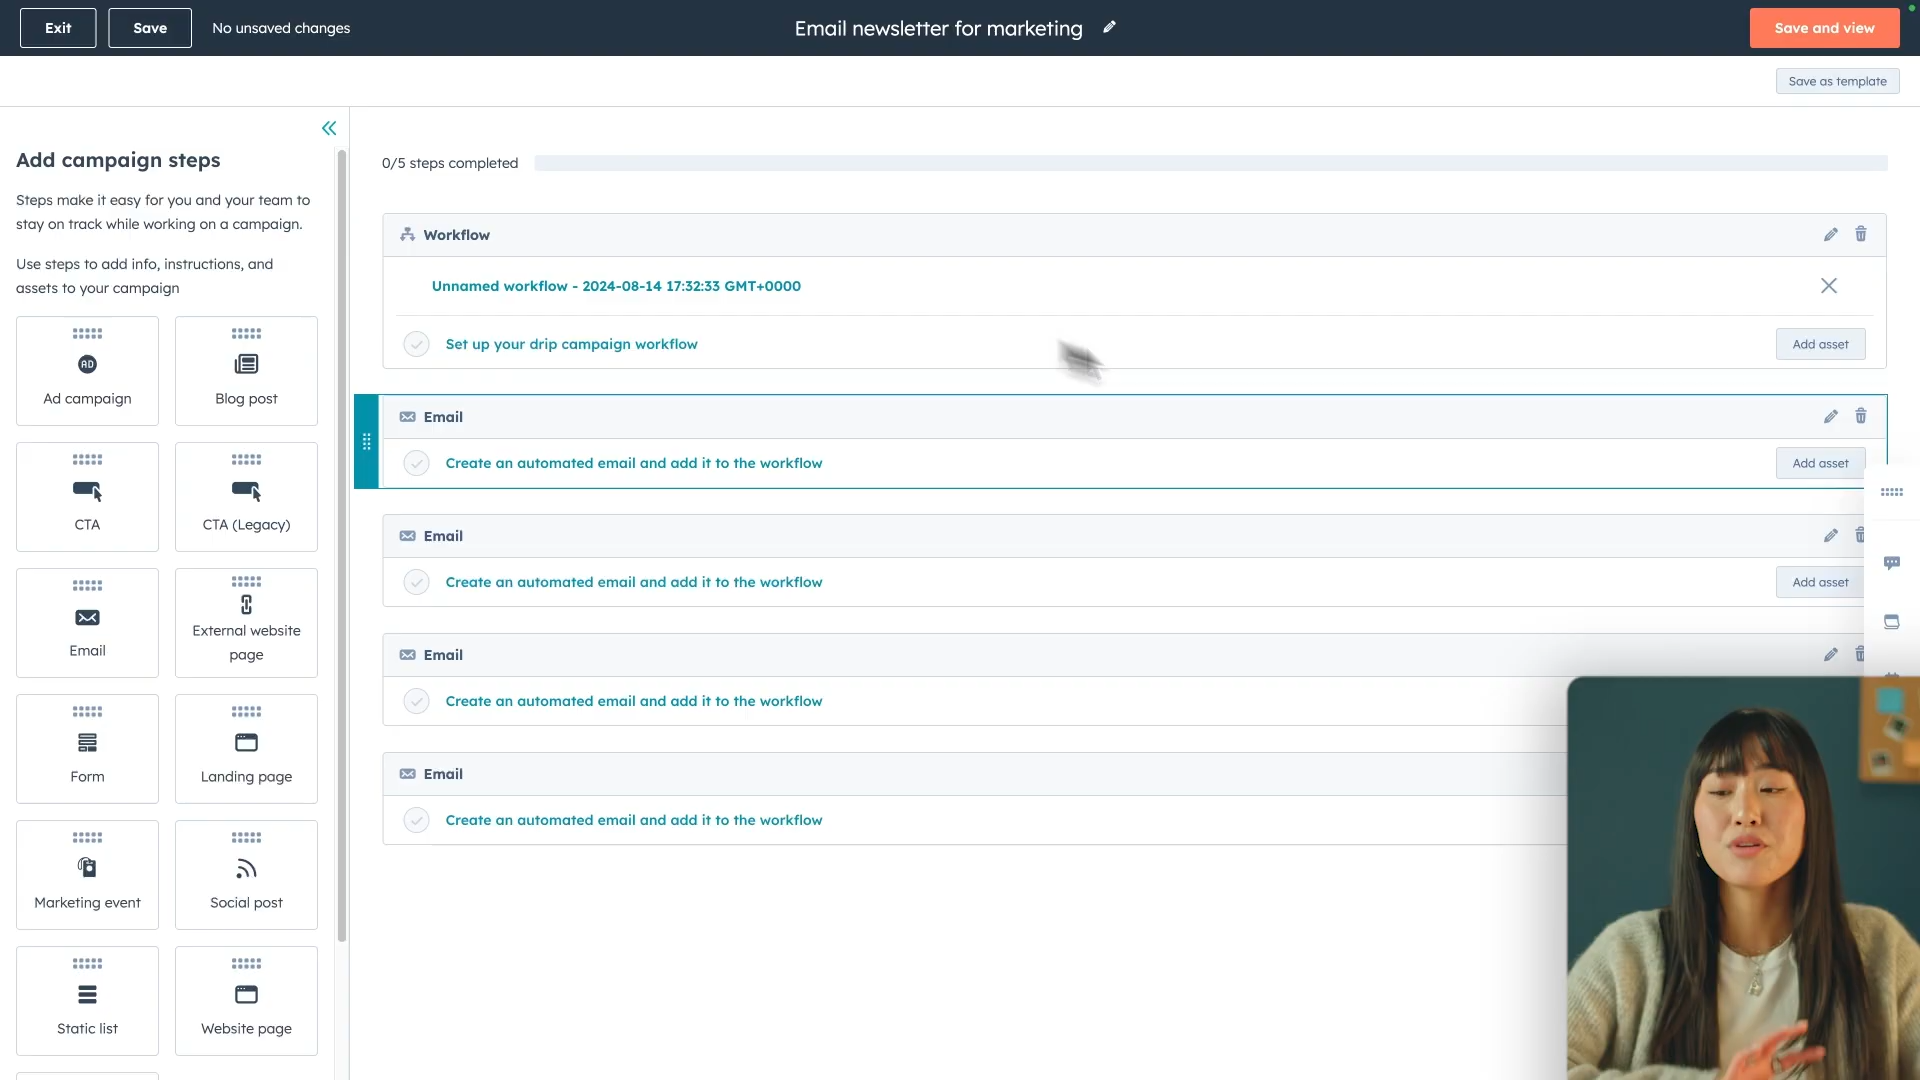 Exit
Save
No unsaved changes
Email newsletter for marketing
Save and view
Save as template
Add campaign steps
Steps make it easy for you and your team to
stay on track while working on a campaign.
Use steps to add info, instructions, and
assets to your campaign
AD
Ad campaign
Blog post
CTA
CTA (Legacy)
Email
External website
page
Form
Landing page
Marketing event
Social post
Static list
Website page
0/5 steps completed
Workflow
Unnamed workflow - 2024-08-14 17:32:33 GMT+0000
Set up your drip campaign workflow
Add asset
Email
Create an automated email and add it to the workflow
Add asset
Email
Create an automated email and add it to the workflow
Add asset
Email
Create an automated email and add it to the workflow
Email
Create an automated email and add it to the workflow